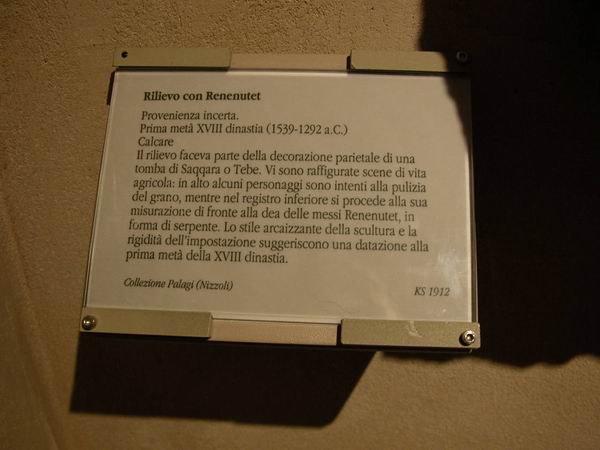 Rilievo con Renenutet
Provenienza incerta.
Prima metà XVIII dinastia (1539-1292 a.C.)
Calcare
Il rilievo faceva parte della decorazione parietale di una
tomba di Saqqara o Tebe. Vi sono raffigurate scene di vita
agricola: in alto alcuni personaggi sono intenti alla pulizia
del grano, mentre nel registro inferiore si procede alla sua
misurazione di fronte alla dea delle messi Renenutet, in
forma di serpente. Lo stile arcaizzante della scultura e la
rigidità dell'impostazione suggeriscono una datazione alla
prima metà della XVIII dinastia.
Collezione Palagi (Nizzoli)
KS 1912